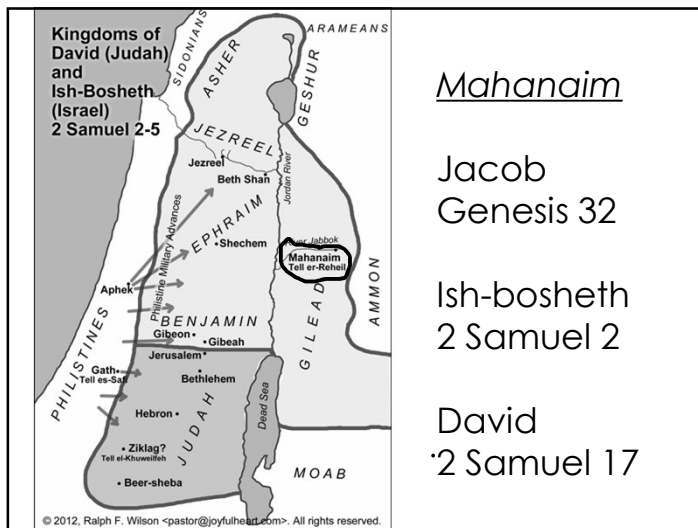 Kingdoms of
David (Judah)
and
Ish-Bosheth
(Israel)
2 Samuel 2-5
SIDONIANS
ASHER
ARAMEANS
GESHUR
JEZREEL
Jezreel
Beth Shan
Jordan River
EPHRAIM
Shechem
River Jabbok
Mahanaim
Tell er-Reheil
Philistine Military Advances
Aphek
GILEAD
AMMON
BENJAMIN
Gibeon
Gibeah
PHILISTINES
Jerusalem
Gath
Tell es-Safi
Bethlehem
Hebron
JUDAH
Dead Sea
Ziklag?
Tell el-Khuweilfeh
MOAB
Beer-sheba
© 2012, Ralph F. Wilson <pastor@joyfulheart.com>. All rights reserved.
Mahanaim
Jacob
Genesis 32
Ish-bosheth
2 Samuel 2
David
2 Samuel 17